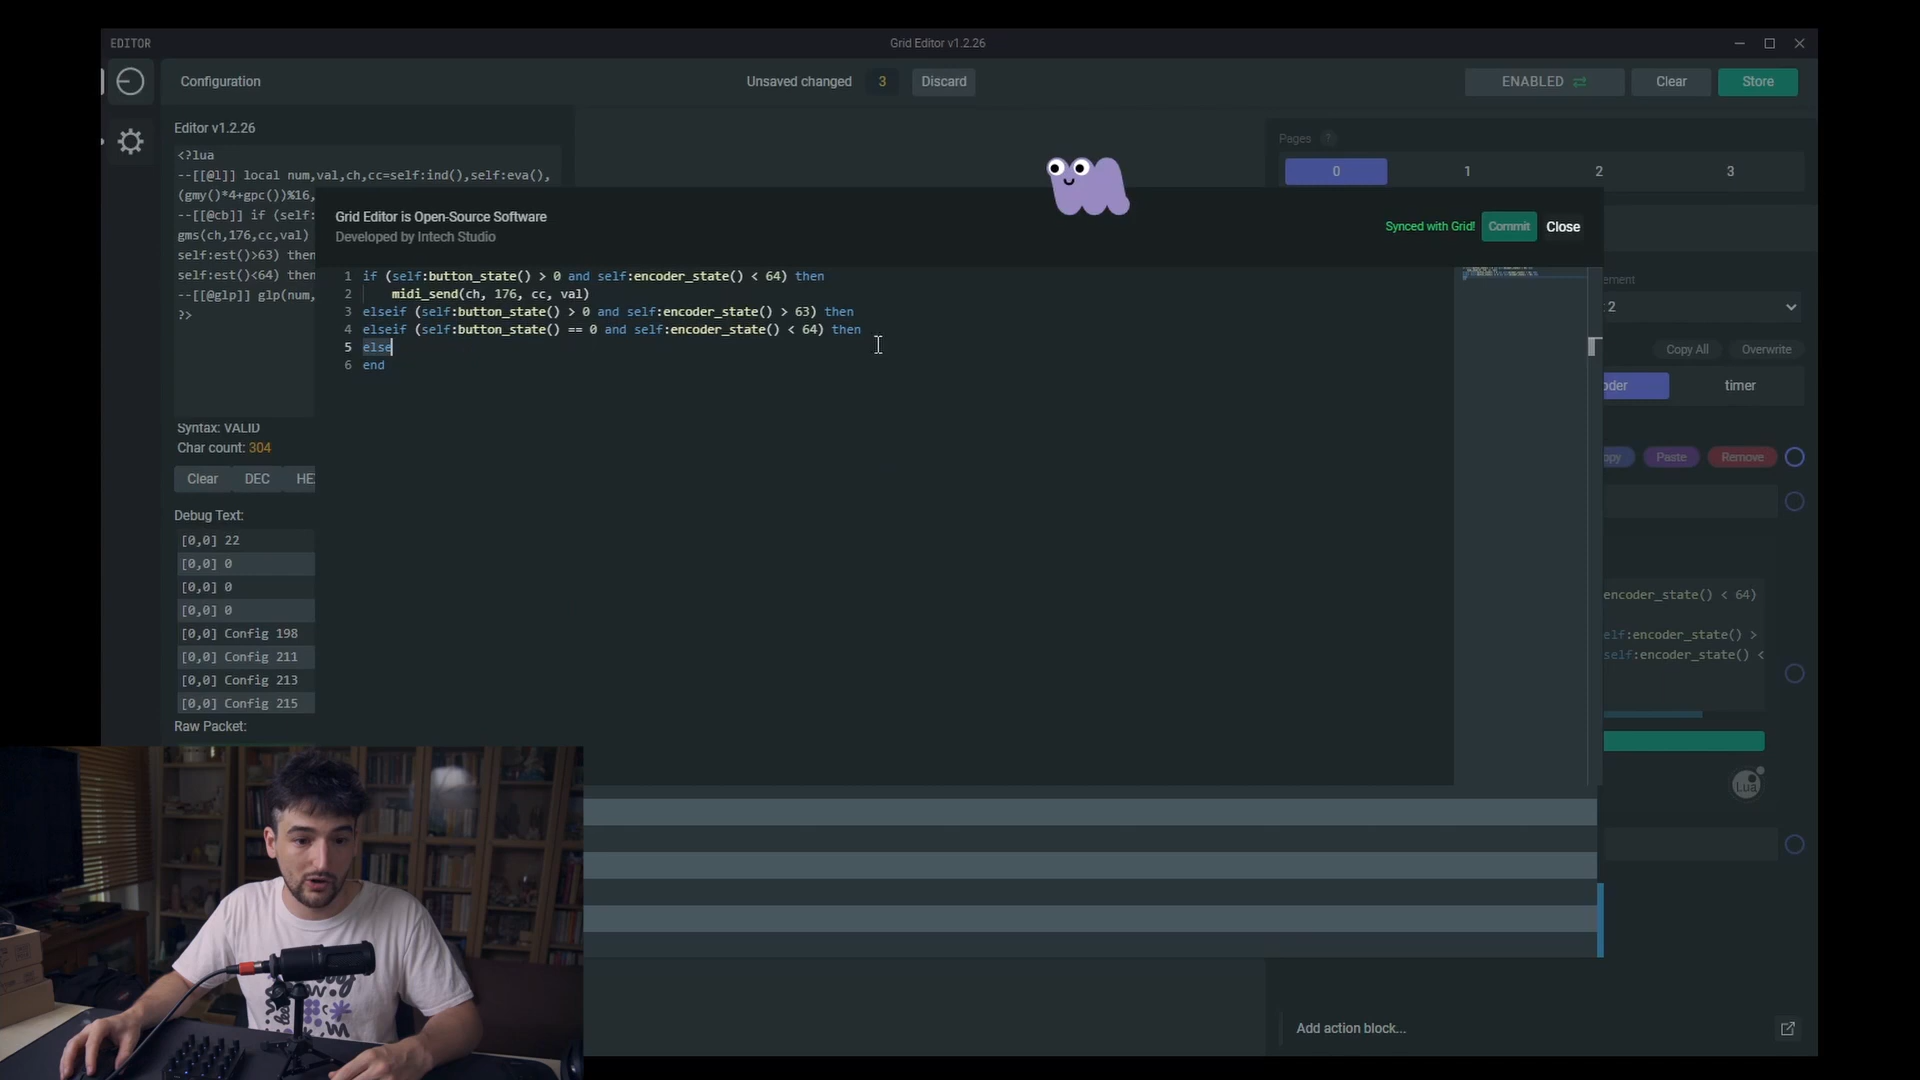 EDITOR
Grid Editor v1.2.26
Configuration
Unsaved changed 3 Discard
ENABLED
Clear
Store
Editor v1.2.26
<?lua
--[[@l]] local num,val,ch,cc=self:ind(),self:eva(),
(gmy()*4+gpc())%16,
--[[@cb]] if (self:
gms(ch,176,cc,val)
self:est()>63) then
self:est()<64) then
--[[@glp]] glp(num,
?>
Syntax: VALID
Char count: 304
Clear DEC
Debug Text:
[0,0] 22
[0,0] 0
[0,0] 0
[0,0] 0
[0,0] Config 198
[0,0] Config 211
[0,0] Config 213
[0,0] Config 215
Raw Packet:
Grid Editor is Open-Source Software
Developed by Intech Studio
Synced with Grid! Commit Close
1 if (self:button_state() > 0 and self:encoder_state() < 64) then
2 midi_send(ch, 176, cc, val)
3 elseif (self:button_state() > 0 and self:encoder_state() > 63) then
4 elseif (self:button_state() == 0 and self:encoder_state() < 64) then
5 else
6 end
Pages ?
0 1 2 3
2
Copy All Overwrite
timer
Paste Remove
encoder_state() < 64)
elf:encoder_state() >
self:encoder_state() <
Lua
Add action block...